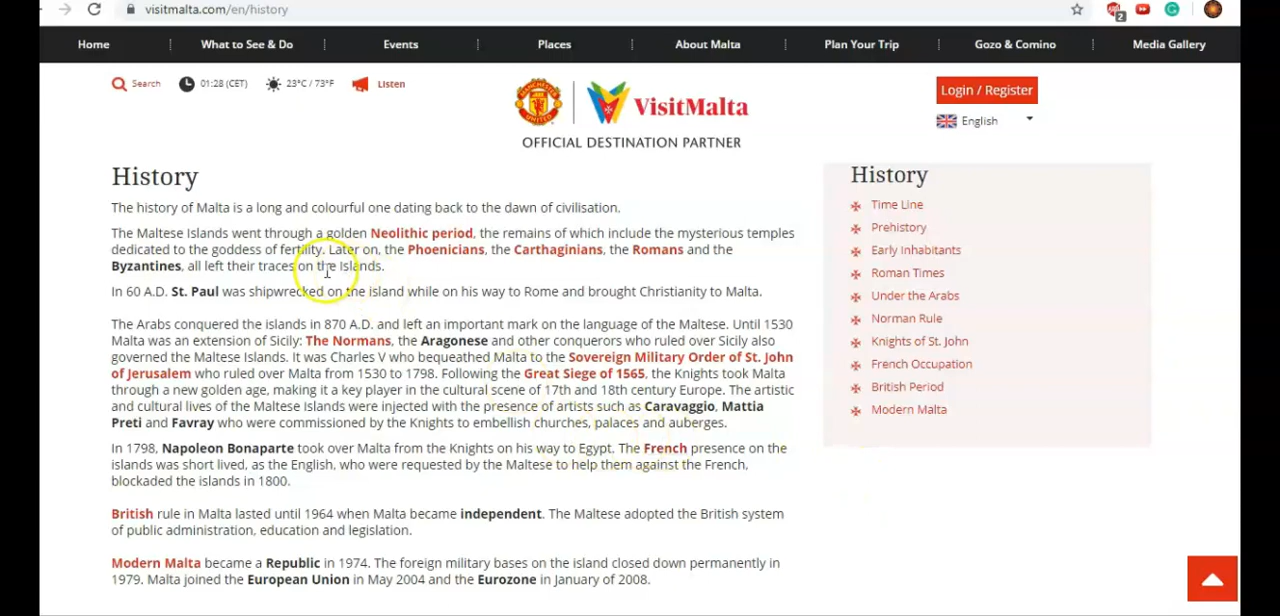 visitmalta.com/en/history
2
Home What to See & Do Events Places About Malta Plan Your Trip Gozo & Comino Media Gallery
Search 01:28 (CET) 23°C / 73°F Listen
MANCHESTER
UNITED
VisitMalta
OFFICIAL DESTINATION PARTNER
Login / Register
English
History
The history of Malta is a long and colourful one dating back to the dawn of civilisation.
The Maltese Islands went through a golden Neolithic period, the remains of which include the mysterious temples
dedicated to the goddess of fertility. Later on, the Phoenicians, the Carthaginians, the Romans and the
Byzantines, all left their traces on the Islands.
In 60 A.D. St. Paul was shipwrecked on the island while on his way to Rome and brought Christianity to Malta.
The Arabs conquered the islands in 870 A.D. and left an important mark on the language of the Maltese. Until 1530
Malta was an extension of Sicily: The Normans, the Aragonese and other conquerors who ruled over Sicily also
governed the Maltese Islands. It was Charles V who bequeathed Malta to the Sovereign Military Order of St. John
of Jerusalem who ruled over Malta from 1530 to 1798. Following the Great Siege of 1565, the Knights took Malta
through a new golden age, making it a key player in the cultural scene of 17th and 18th century Europe. The artistic
and cultural lives of the Maltese Islands were injected with the presence of artists such as Caravaggio, Mattia
Preti and Favray who were commissioned by the Knights to embellish churches, palaces and auberges.
In 1798, Napoleon Bonaparte took over Malta from the Knights on his way to Egypt. The French presence on the
islands was short lived, as the English, who were requested by the Maltese to help them against the French,
blockaded the islands in 1800.
British rule in Malta lasted until 1964 when Malta became independent. The Maltese adopted the British system
of public administration, education and legislation.
Modern Malta became a Republic in 1974. The foreign military bases on the island closed down permanently in
1979. Malta joined the European Union in May 2004 and the Eurozone in January of 2008.
History
Time Line
Prehistory
Early Inhabitants
Roman Times
Under the Arabs
Norman Rule
Knights of St. John
French Occupation
British Period
Modern Malta